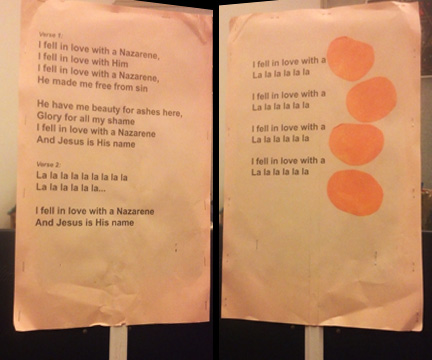 Verse 1:
I fell in love with a Nazarene,
I fell in love with Him
I fell in love with a Nazarene,
He made me free from sin
He have me beauty for ashes here,
Glory for all my shame
I fell in love with a Nazarene
And Jesus is His name
Verse 2:
La la la la la la la la la
La la la la la la...
I fell in love with a Nazarene
And Jesus is His name
I fell in love with a
La la la la la la
I fell in love with a
La la la la la la
I fell in love with a
La la la la la la
I fell in love with a
La la la la la la